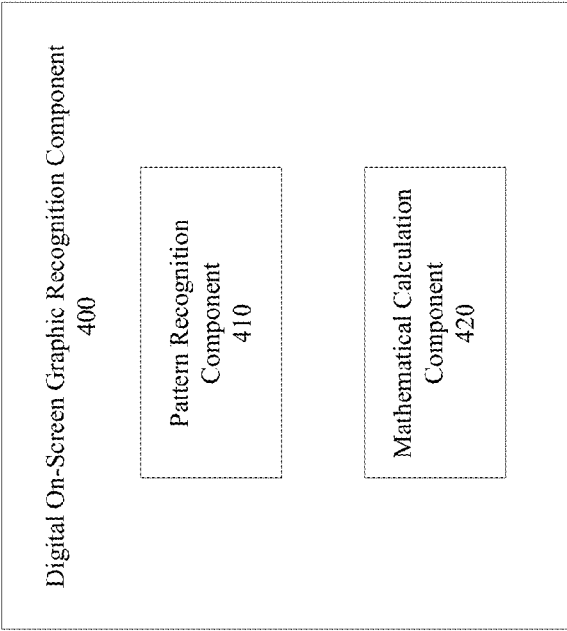 Digital On-Screen Graphic Recognition Component
400
Pattern Recognition
Component
410
Mathematical Calculation
Component
420